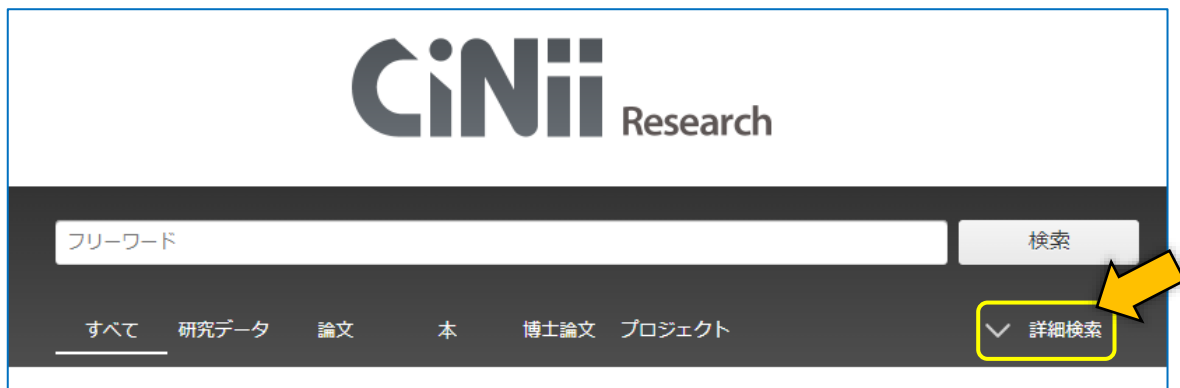 CiNii Research
フリーワード
検索
すべて 研究データ 論文 本 博士論文 プロジェクト 詳細検索